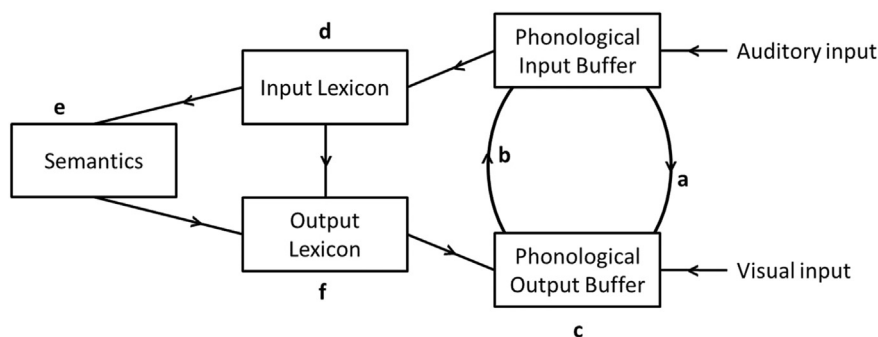 d
Phonological
Input Buffer
Auditory input
Input Lexicon
e
Semantics
b
a
Output
Lexicon
Phonological
Output Buffer
Visual input
f
c